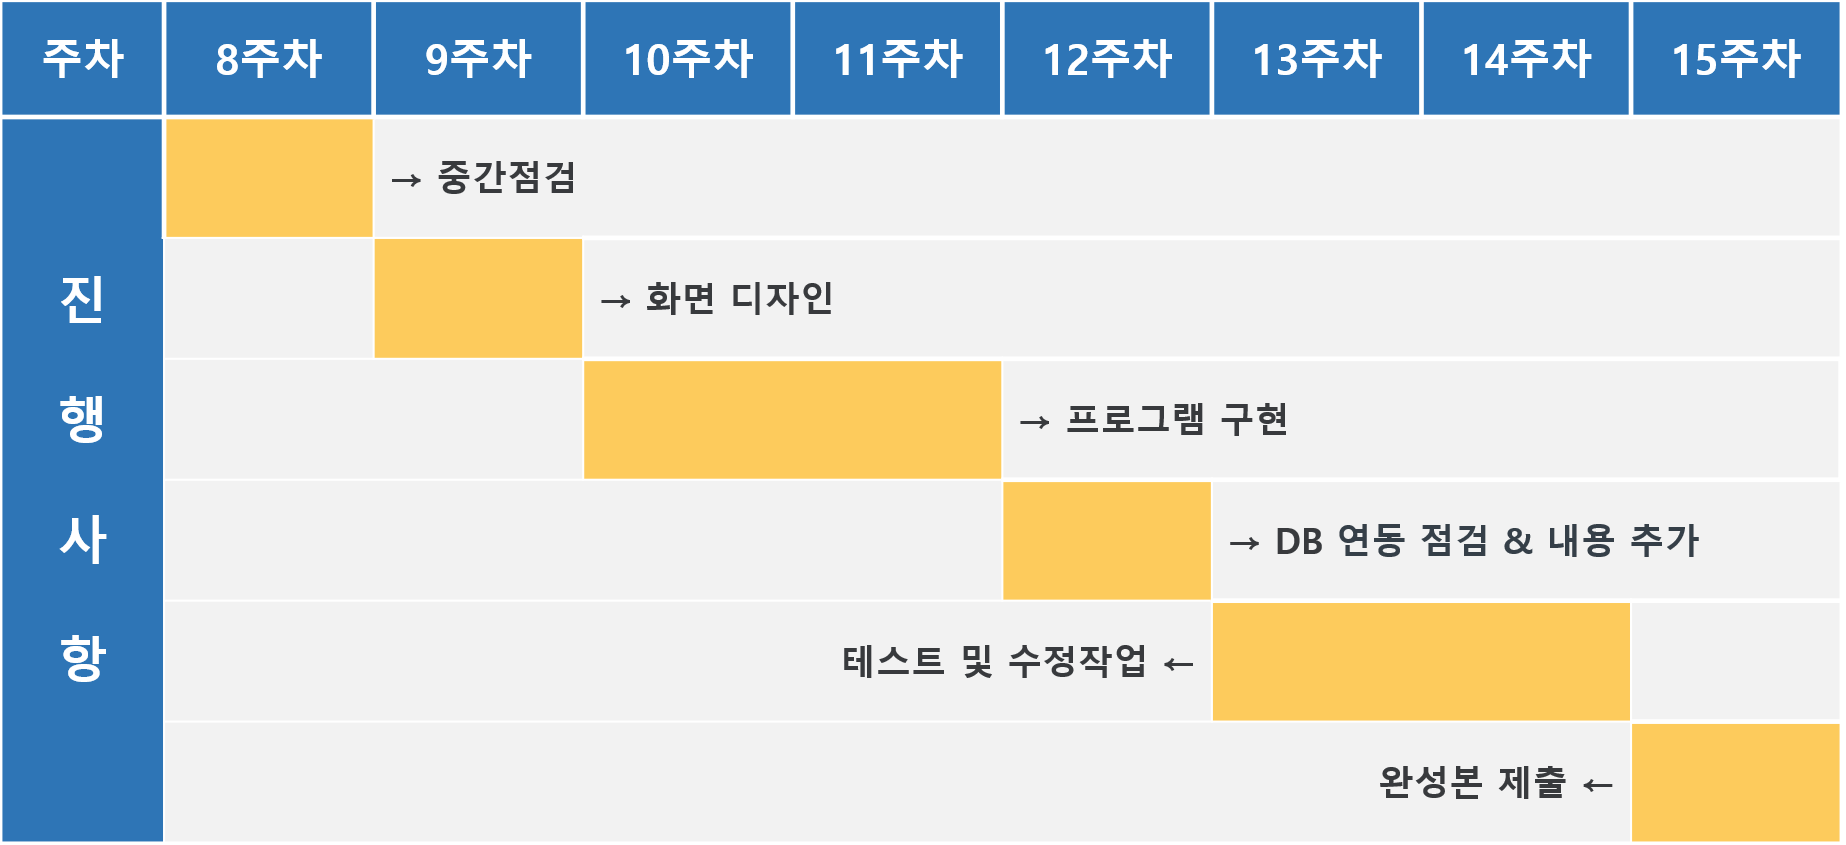 주차 8주차 9주차 10주차 11주차 12주차 13주차 14주차 15주차
진
행
사
항
→ 중간점검
→ 화면 디자인
→ 프로그램 구현
→ DB 연동 점검 & 내용 추가
테스트 및 수정작업 ←
완성본 제출 ←